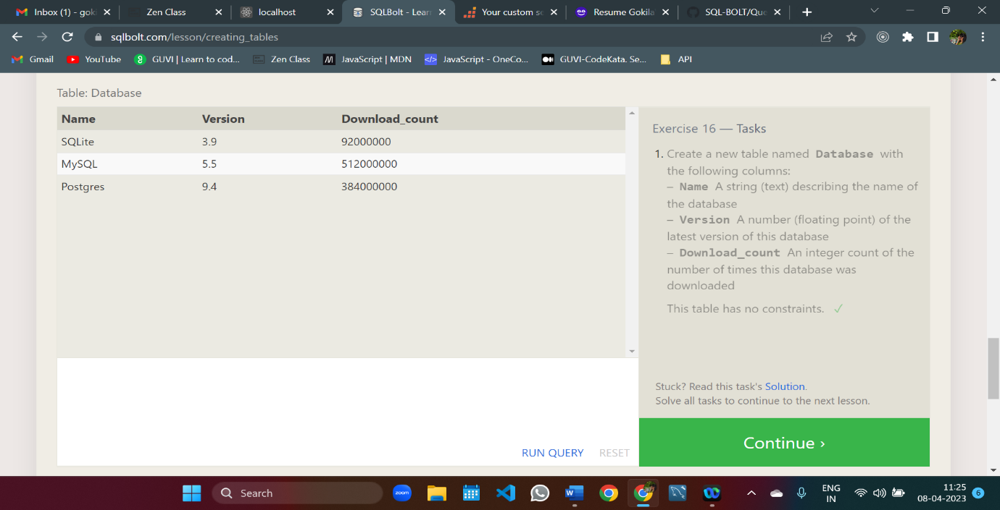 Inbox (1) - goki
Zen Class
localhost
SQLBolt - Learn
Your custom se
Resume Gokila
SQL-BOLT/Que
sqlbolt.com/lesson/creating_tables
Gmail
YouTube
GUVI | Learn to cod...
Zen Class
JavaScript | MDN
JavaScript - OneCo...
GUVI-CodeKata. Se...
API
Table: Database
Name Version Download_count
SQLite 3.9 92000000
MySQL 5.5 512000000
Postgres 9.4 384000000
RUN QUERY RESET
Exercise 16 — Tasks
1. Create a new table named Database with
the following columns:
– Name A string (text) describing the name of
the database
– Version A number (floating point) of the
latest version of this database
– Download_count An integer count of the
number of times this database was
downloaded
This table has no constraints. ✓
Stuck? Read this task's Solution.
Solve all tasks to continue to the next lesson.
Continue ›
Search
zoom
ENG
IN
11:25
08-04-2023
6